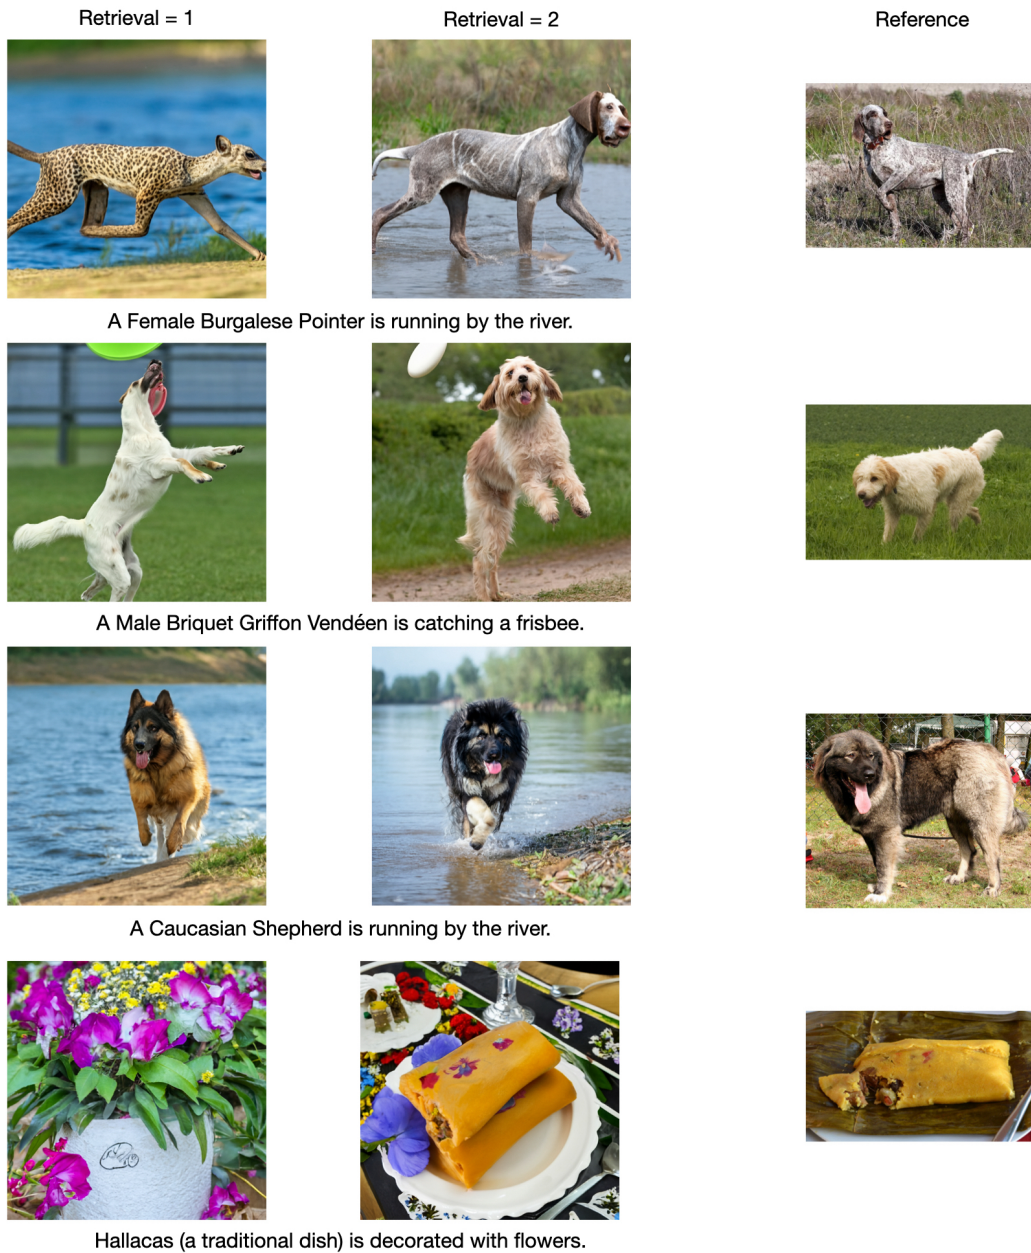 Retrieval = 1
Retrieval = 2
Reference
A Female Burgalese Pointer is running by the river.
A Male Briquet Griffon Vendéen is catching a frisbee.
A Caucasian Shepherd is running by the river.
Hallacas (a traditional dish) is decorated with flowers.